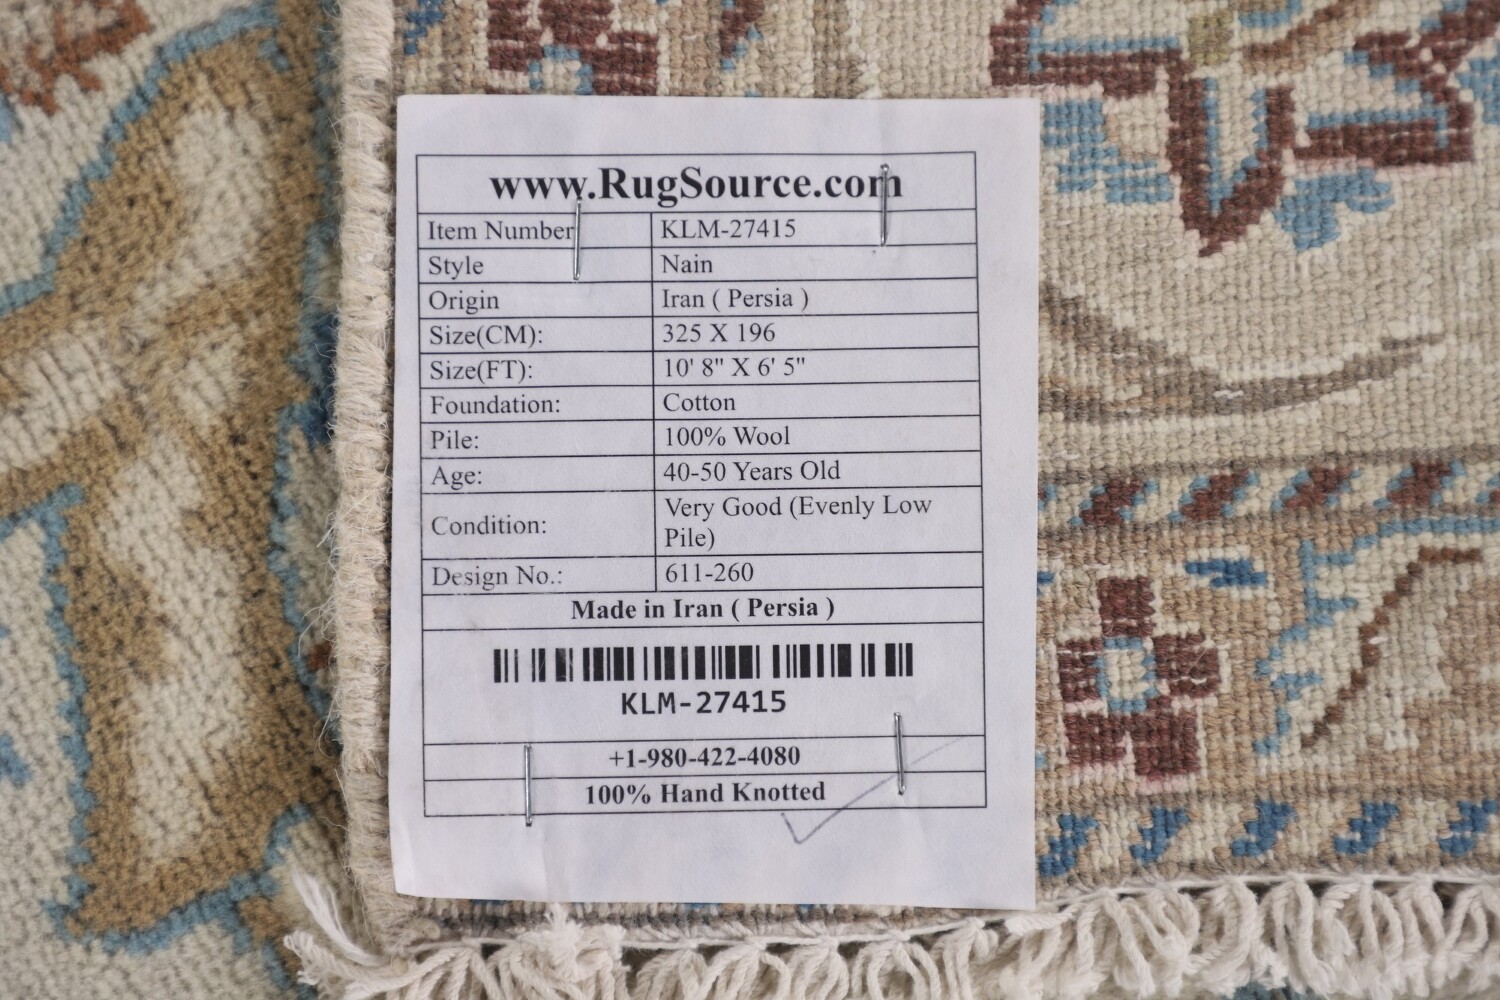 www.RugSource.com
Item Number KLM-27415
Style Nain
Origin Iran ( Persia )
Size(CM): 325 X 196
Size(FT): 10' 8" X 6' 5"
Foundation: Cotton
Pile: 100% Wool
Age: 40-50 Years Old
Condition: Very Good (Evenly Low
Pile)
Design No.: 611-260
Made in Iran ( Persia )
KLM-27415
+1-980-422-4080
100% Hand Knotted